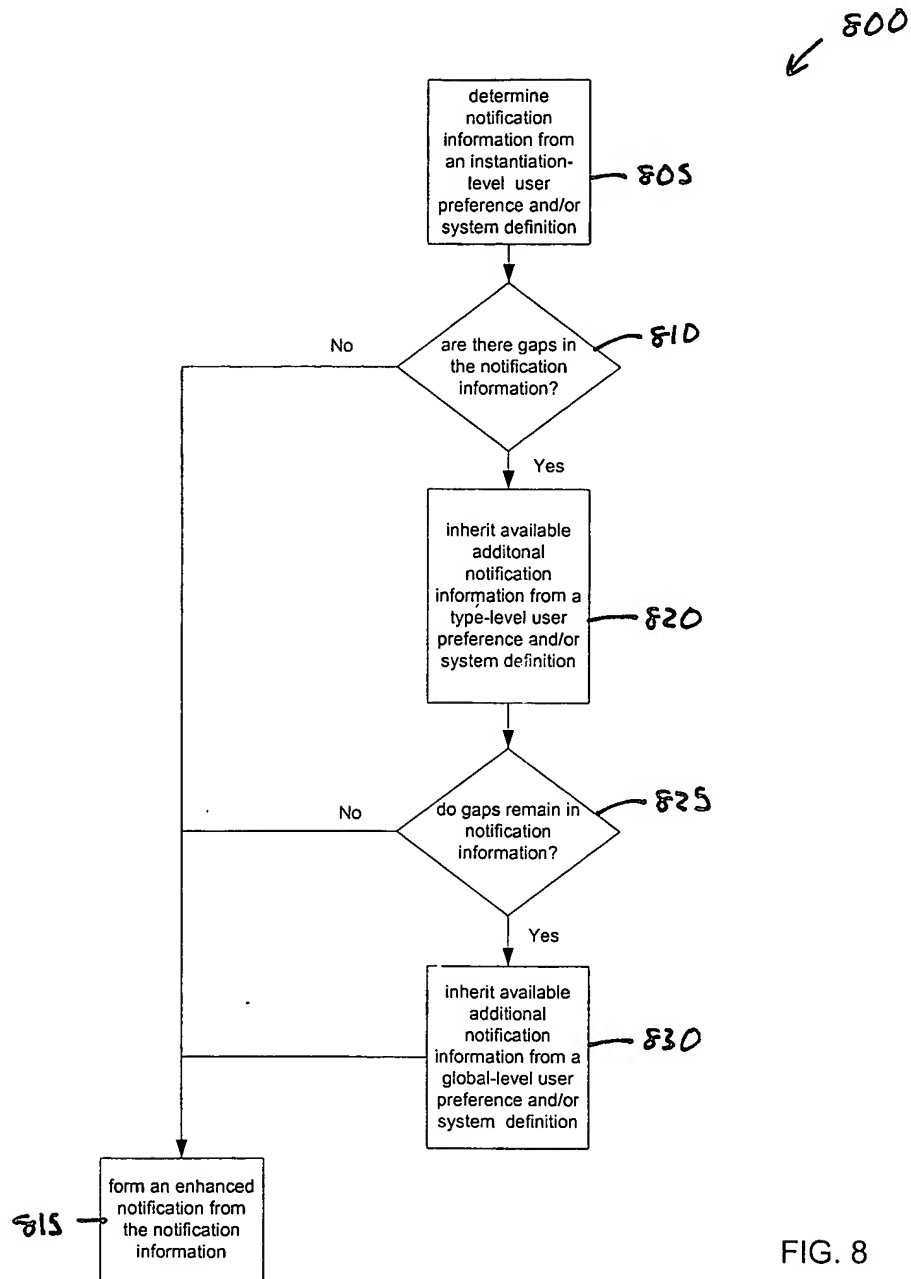 800
determine
notification
information from
an instantiation-
level user
preference and/or
system definition
805
No
are there gaps in
the notification
information?
810
Yes
inherit available
additonal
notification
information from a
type-level user
preference and/or
system definition
820
No
do gaps remain in
notification
information?
825
Yes
inherit available
additional
notification
information from a
global-level user
preference and/or
system definition
830
form an enhanced
notification from
the notification
information
815
FIG. 8